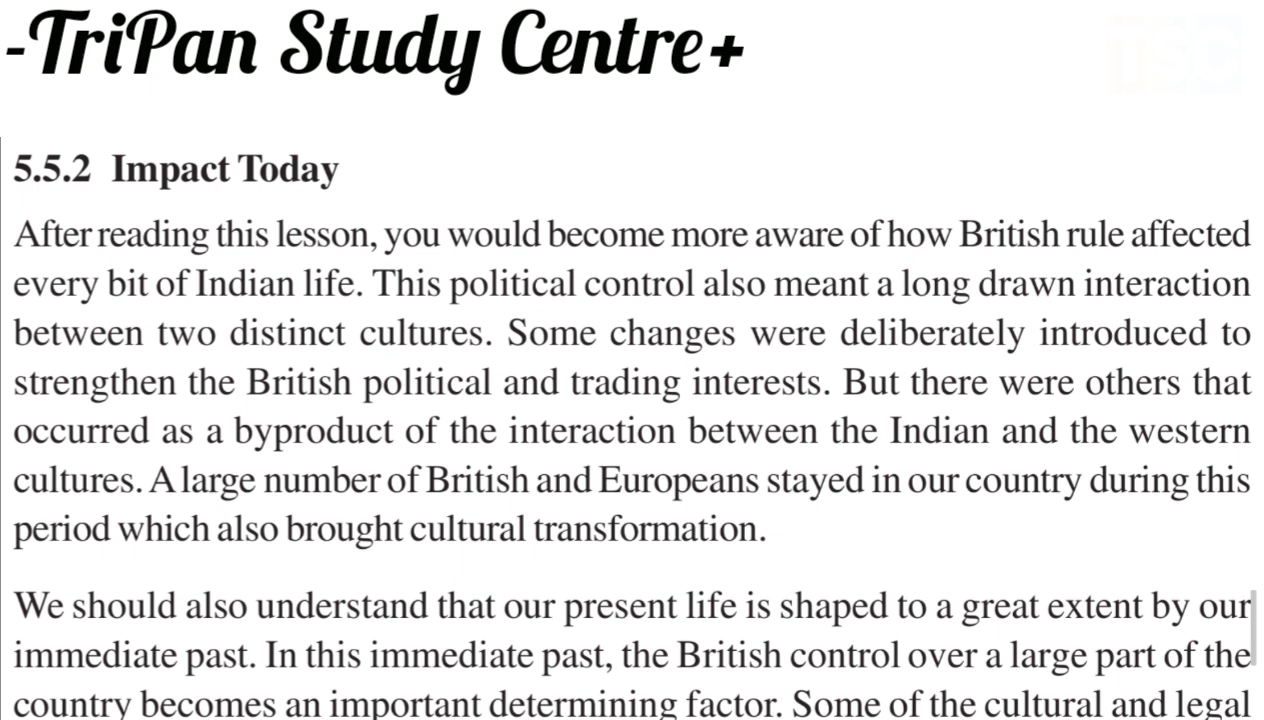 -TriPan Study Centre+
TSC
5.5.2 Impact Today
After reading this lesson, you would become more aware of how British rule affected
every bit of Indian life. This political control also meant a long drawn interaction
between two distinct cultures. Some changes were deliberately introduced to
strengthen the British political and trading interests. But there were others that
occurred as a byproduct of the interaction between the Indian and the western
cultures. A large number of British and Europeans stayed in our country during this
period which also brought cultural transformation.
We should also understand that our present life is shaped to a great extent by our
immediate past. In this immediate past, the British control over a large part of the
country becomes an important determining factor. Some of the cultural and legal